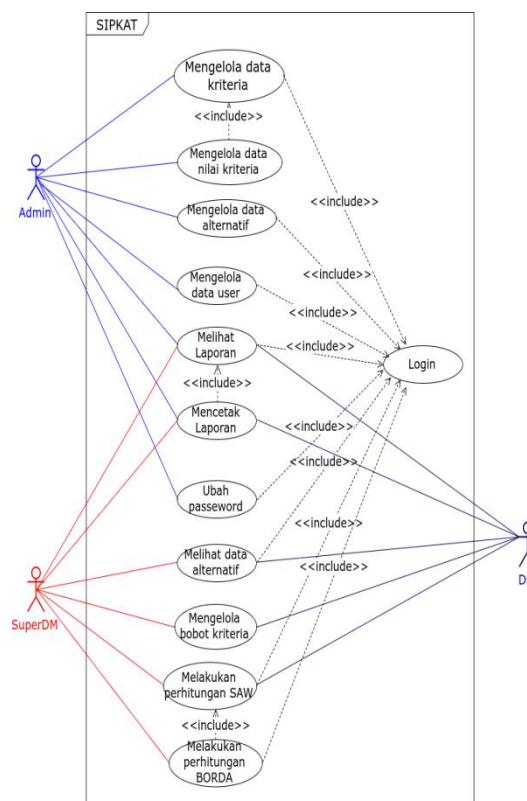 SIPKAT
Mengelola data
kriteria
<<include>>
Mengelola data
nilai kriteria
Admin
<<include>>
Mengelola data
alternatif
<<include>>
Mengelola
data user
<<include>>
Melihat
Laporan
<<include>>
Login
<<include>>
Mencetak
Laporan
<<include>>
<<include>>
Ubah
passeword
<<include>>
Melihat data
alternatif
<<include>>
SuperDM
Mengelola
bobot kriteria
Melakukan
perhitungan SAW
<<include>>
Melakukan
perhitungan
BORDA